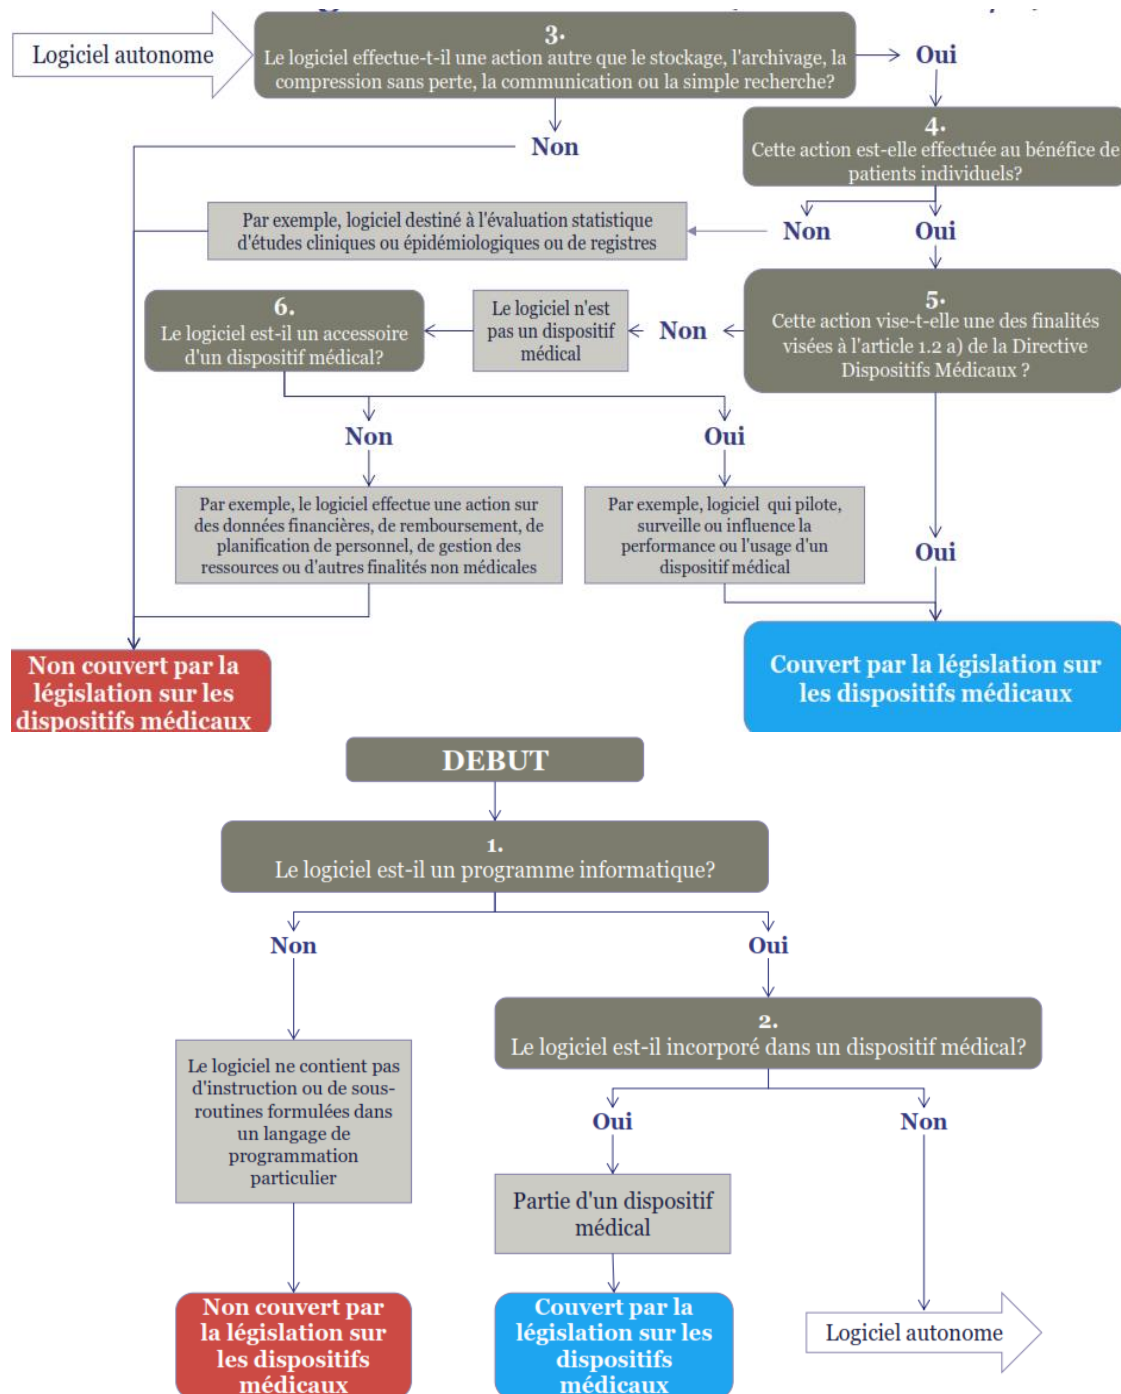 Logiciel autonome
3.
Le logiciel effectue-t-il une action autre que le stockage, l'archivage, la
compression sans perte, la communication ou la simple recherche?
Oui
Non
4.
Cette action est-elle effectuée au bénéfice de
patients individuels?
Par exemple, logiciel destiné à l'évaluation statistique
d'études cliniques ou épidémiologiques ou de registres
Non
Oui
6.
Le logiciel est-il un accessoire
d'un dispositif médical?
Le logiciel n'est
pas un dispositif
médical
Non
5.
Cette action vise-t-elle une des finalités
visées à l'article 1.2 a) de la Directive
Dispositifs Médicaux ?
Non
Oui
Par exemple, le logiciel effectue une action sur
des données financières, de remboursement, de
planification de personnel, de gestion des
ressources ou d'autres finalités non médicales
Par exemple, logiciel qui pilote,
surveille ou influence la
performance ou l'usage d'un
dispositif médical
Oui
Non couvert par la
législation sur les
dispositifs médicaux
Couvert par la législation sur
les dispositifs médicaux
DEBUT
1.
Le logiciel est-il un programme informatique?
Non
Oui
2.
Le logiciel est-il incorporé dans un dispositif médical?
Le logiciel ne contient pas
d'instruction ou de sous-
routines formulées dans
un langage de
programmation
particulier
Oui
Non
Partie d'un dispositif
médical
Non couvert par
la législation sur
les dispositifs
médicaux
Couvert par la
législation sur les
dispositifs
médicaux
Logiciel autonome